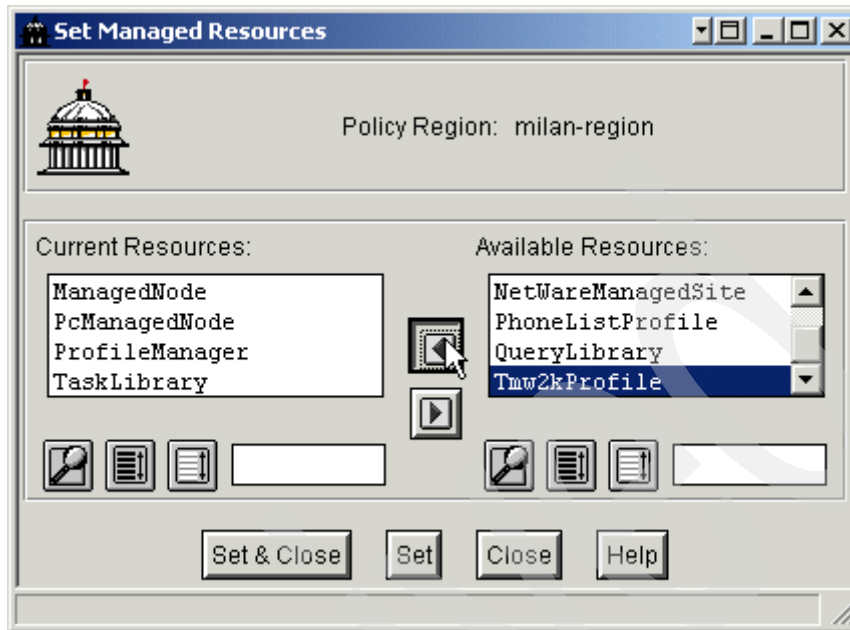 Set Managed Resources
Policy Region: milan-region
Current Resources:
ManagedNode
PcManagedNode
ProfileManager
TaskLibrary
Available Resources:
NetWareManagedSite
PhoneListProfile
QueryLibrary
Tmw2kProfile
Set & Close Set Close Help